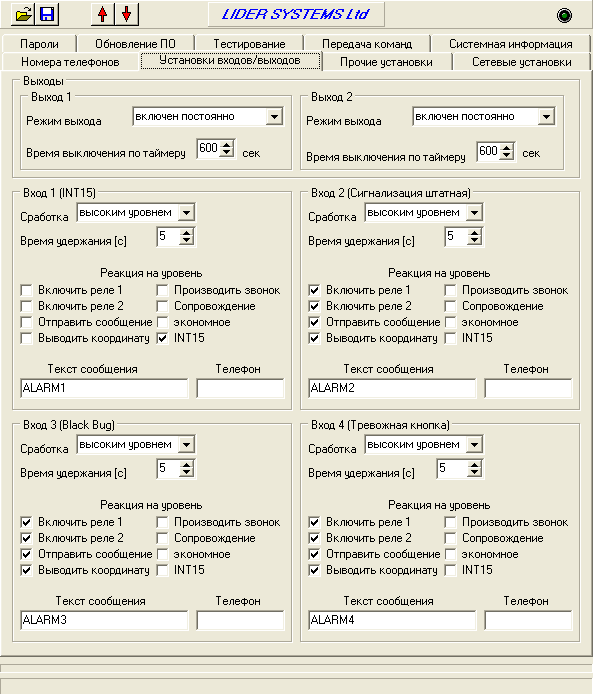 LIDER SYSTEMS Ltd
Пароли Обновление ПО Тестирование Передача команд Системная информация
Номера телефонов Установки входов/выходов Прочие установки Сетевые установки
Выходы
Выход 1
Режим выхода включен постоянно
Время выключения по таймеру 600 сек
Выход 2
Режим выхода включен постоянно
Время выключения по таймеру 600 сек
Вход 1 (INT15)
Сработка высоким уровнем
Время удержания [с] 5
Реакция на уровень
Включить реле 1 Производить звонок
Включить реле 2 Сопровождение
Отправить сообщение экономное
Выводить координату INT15
Текст сообщения Телефон
ALARM1
Вход 2 (Сигнализация штатная)
Сработка высоким уровнем
Время удержания [с] 5
Реакция на уровень
Включить реле 1 Производить звонок
Включить реле 2 Сопровождение
Отправить сообщение экономное
Выводить координату INT15
Текст сообщения Телефон
ALARM2
Вход 3 (Black Bug)
Сработка высоким уровнем
Время удержания [с] 5
Реакция на уровень
Включить реле 1 Производить звонок
Включить реле 2 Сопровождение
Отправить сообщение экономное
Выводить координату INT15
Текст сообщения Телефон
ALARM3
Вход 4 (Тревожная кнопка)
Сработка высоким уровнем
Время удержания [с] 5
Реакция на уровень
Включить реле 1 Производить звонок
Включить реле 2 Сопровождение
Отправить сообщение экономное
Выводить координату INT15
Текст сообщения Телефон
ALARM4